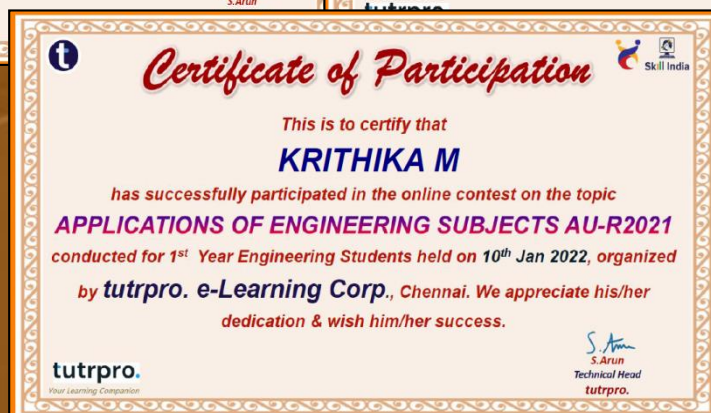 S.Arun
tutrpro
t
Certificate of Participation
Skill India
This is to certify that
KRITHIKA M
has successfully participated in the online contest on the topic
APPLICATIONS OF ENGINEERING SUBJECTS AU-R2021
conducted for 1st Year Engineering Students held on 10th Jan 2022, organized
by tutrpro. e-Learning Corp., Chennai. We appreciate his/her
dedication & wish him/her success.
S. Arun
S.Arun
Technical Head
tutrpro.
tutrpro.
Your Learning Companion